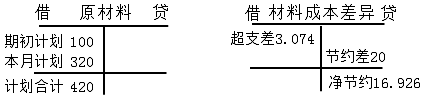 借 原材料 贷
期初计划 100
本月计划 320
计划合计 420
借 材料成本差异 贷
超支差3.074
节约差20
净节约16.926